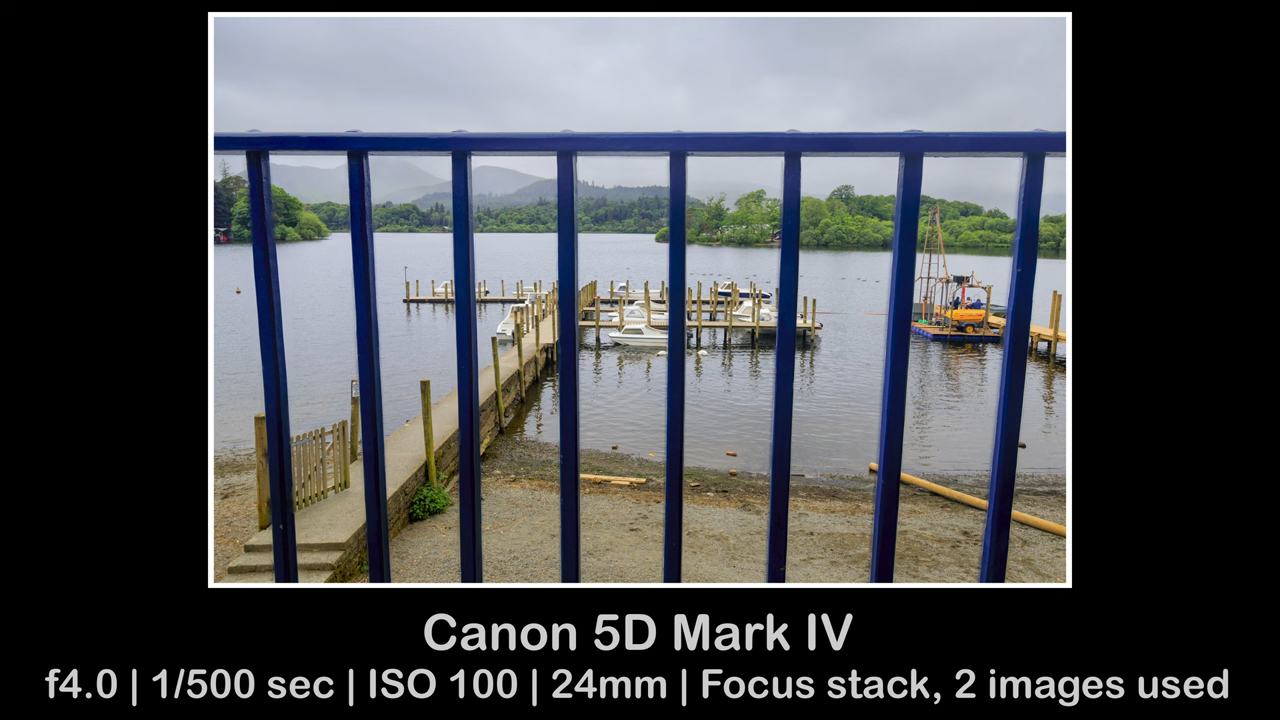 Canon 5D Mark IV
f4.0 | 1/500 sec | ISO 100 | 24mm | Focus stack, 2 images used